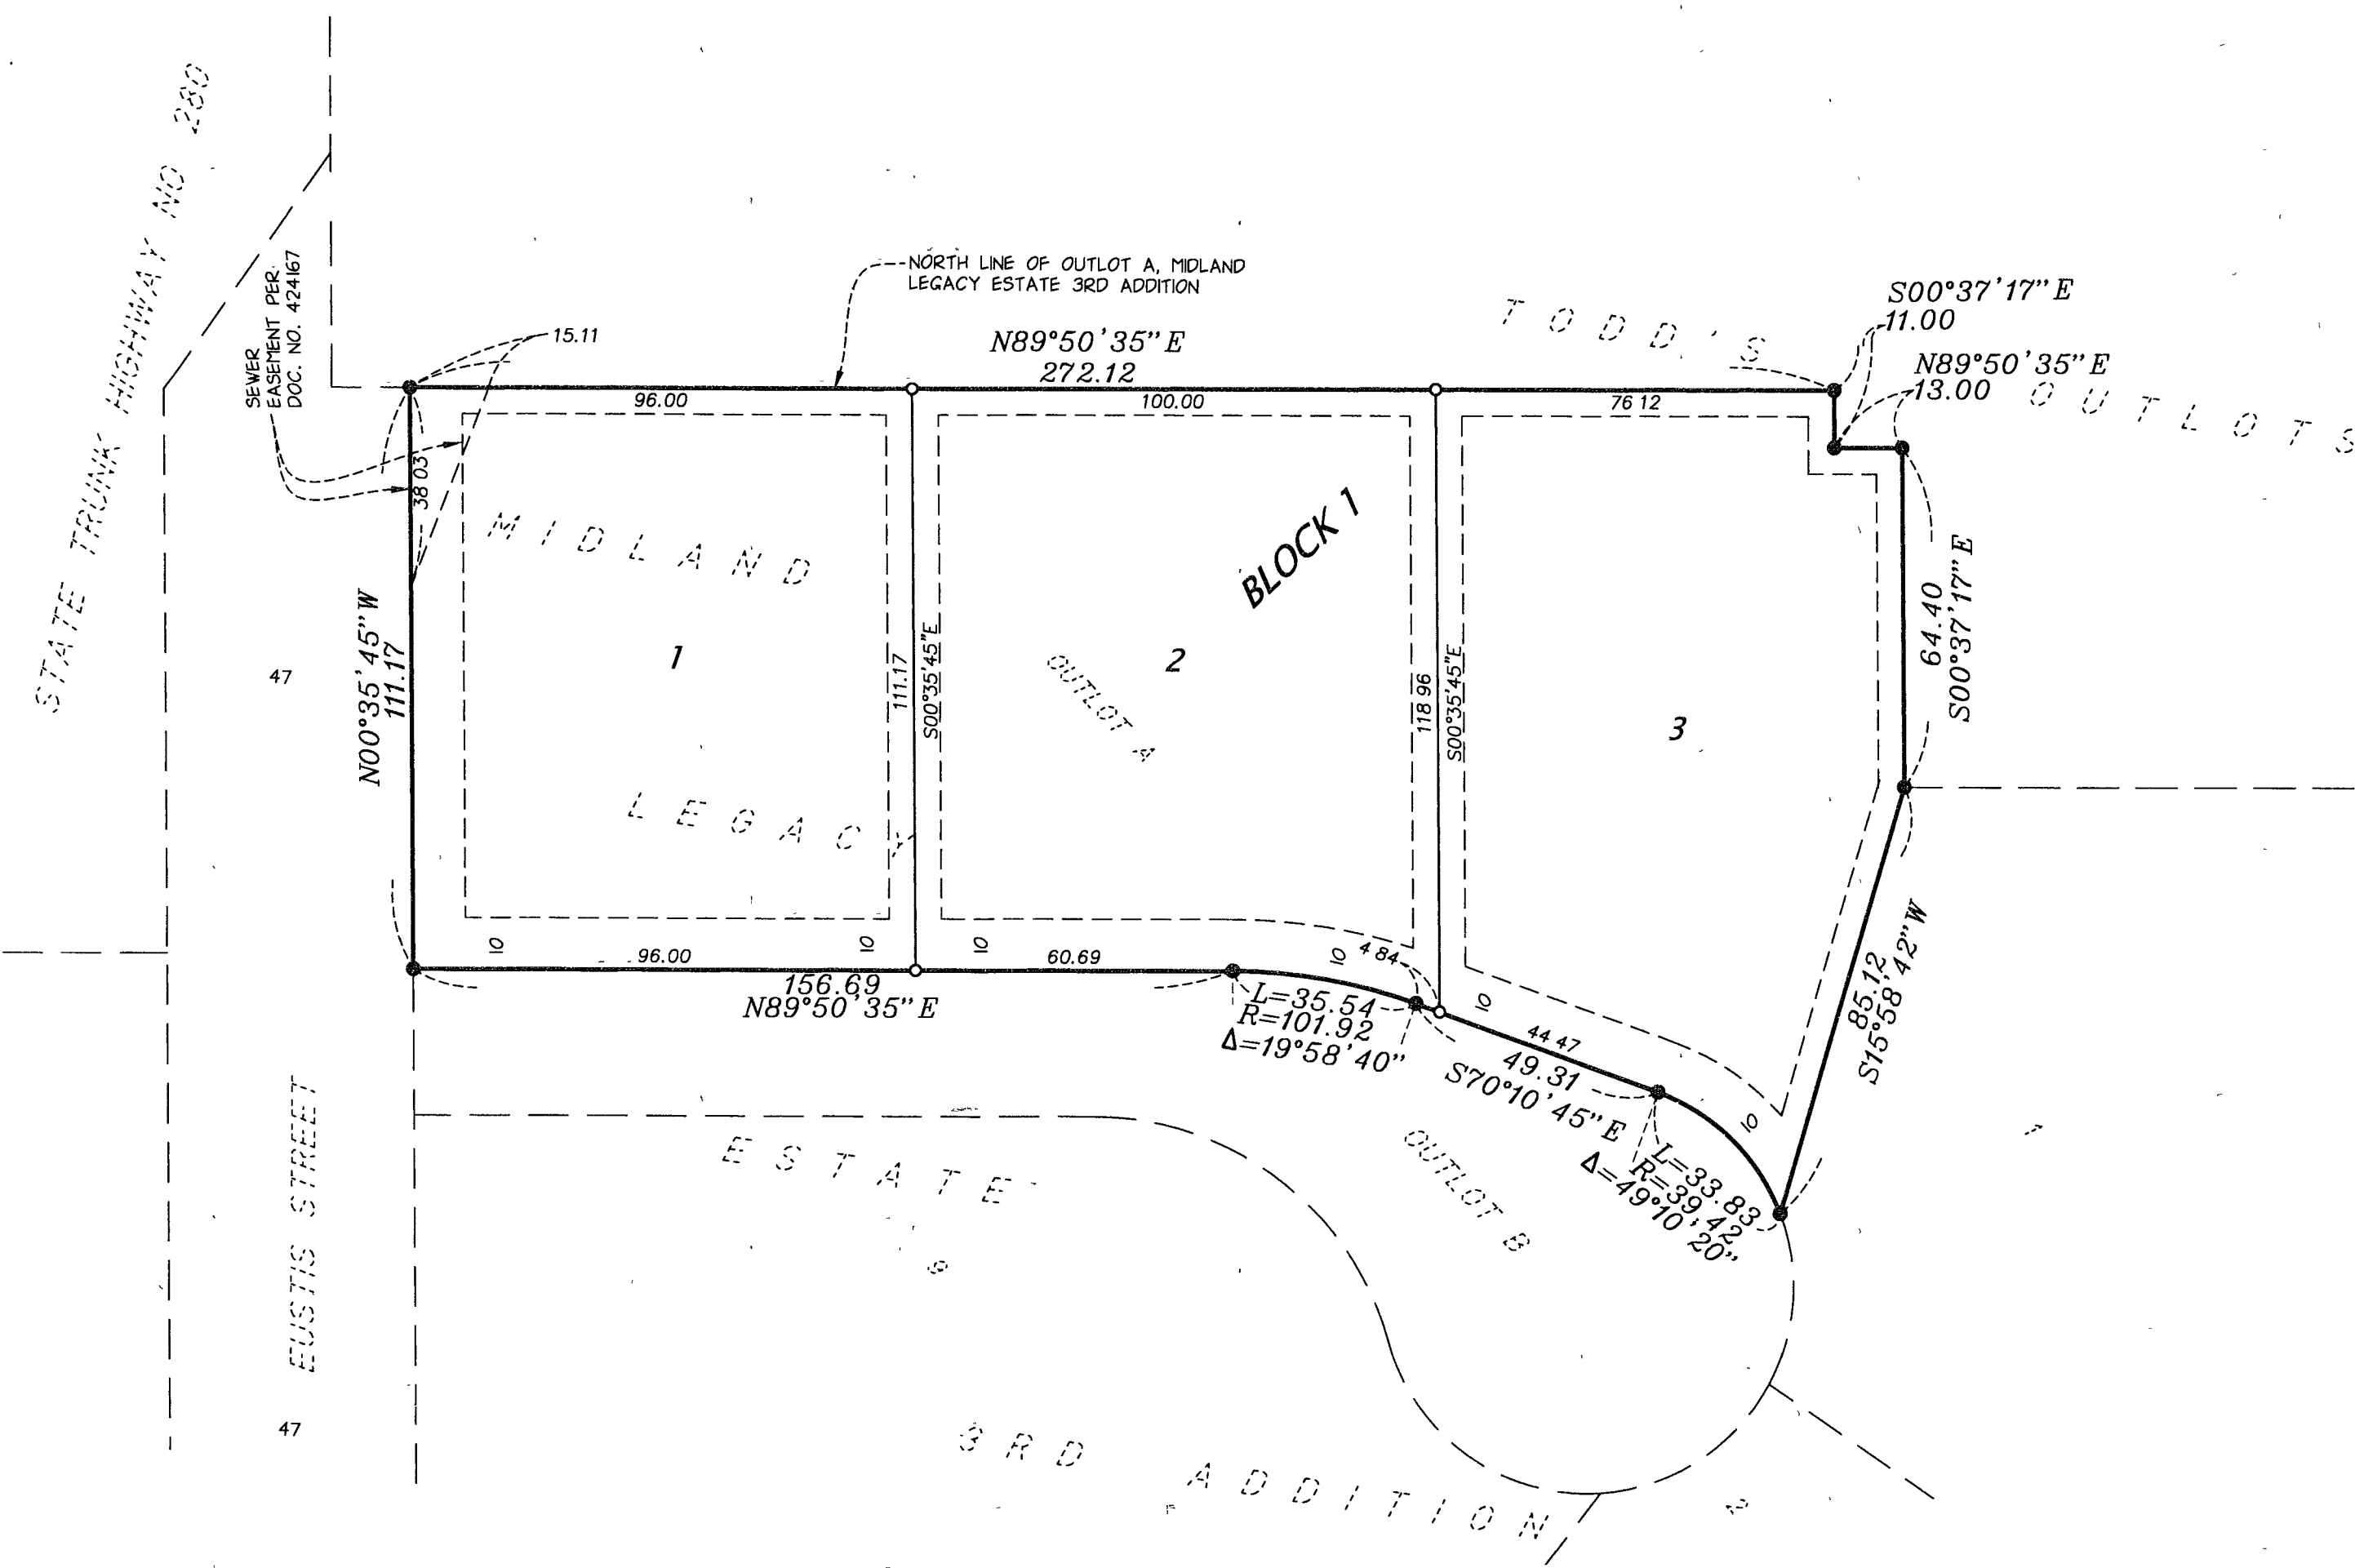 STATE TRUNK HIGHWAY NO 280
SEWER
EASEMENT PER
DOC. NO. 424167
NORTH LINE OF OUTLOT A, MIDLAND
LEGACY ESTATE 3RD ADDITION
15.11
N89°50'35"E
272.12
TODD'S
OUTLOTS
S00°37'17"E
11.00
N89°50'35"E
13.00
96.00
100.00
76 12
38 03
MIDLAND
BLOCK 1
N00°35'45"W
111.17
47
1
111.17
S00°35'45"E
2
OUTLOT A
118 96
S00°35'45"E
3
64.40
S00°37'17"E
LEGACY
10
96.00
10
10
60.69
10
4 84
10
156.69
N89°50'35"E
L=35.54
R=101.92
Δ=19°58'40"
44 47
49.31
S70°10'45"E
10
85.12
S15°58'42"W
L=33.83
R=39.42
Δ=49°10'20"
EUSTIS STREET
ESTATE
OUTLOT B
1
47
3RD
ADDITION
2